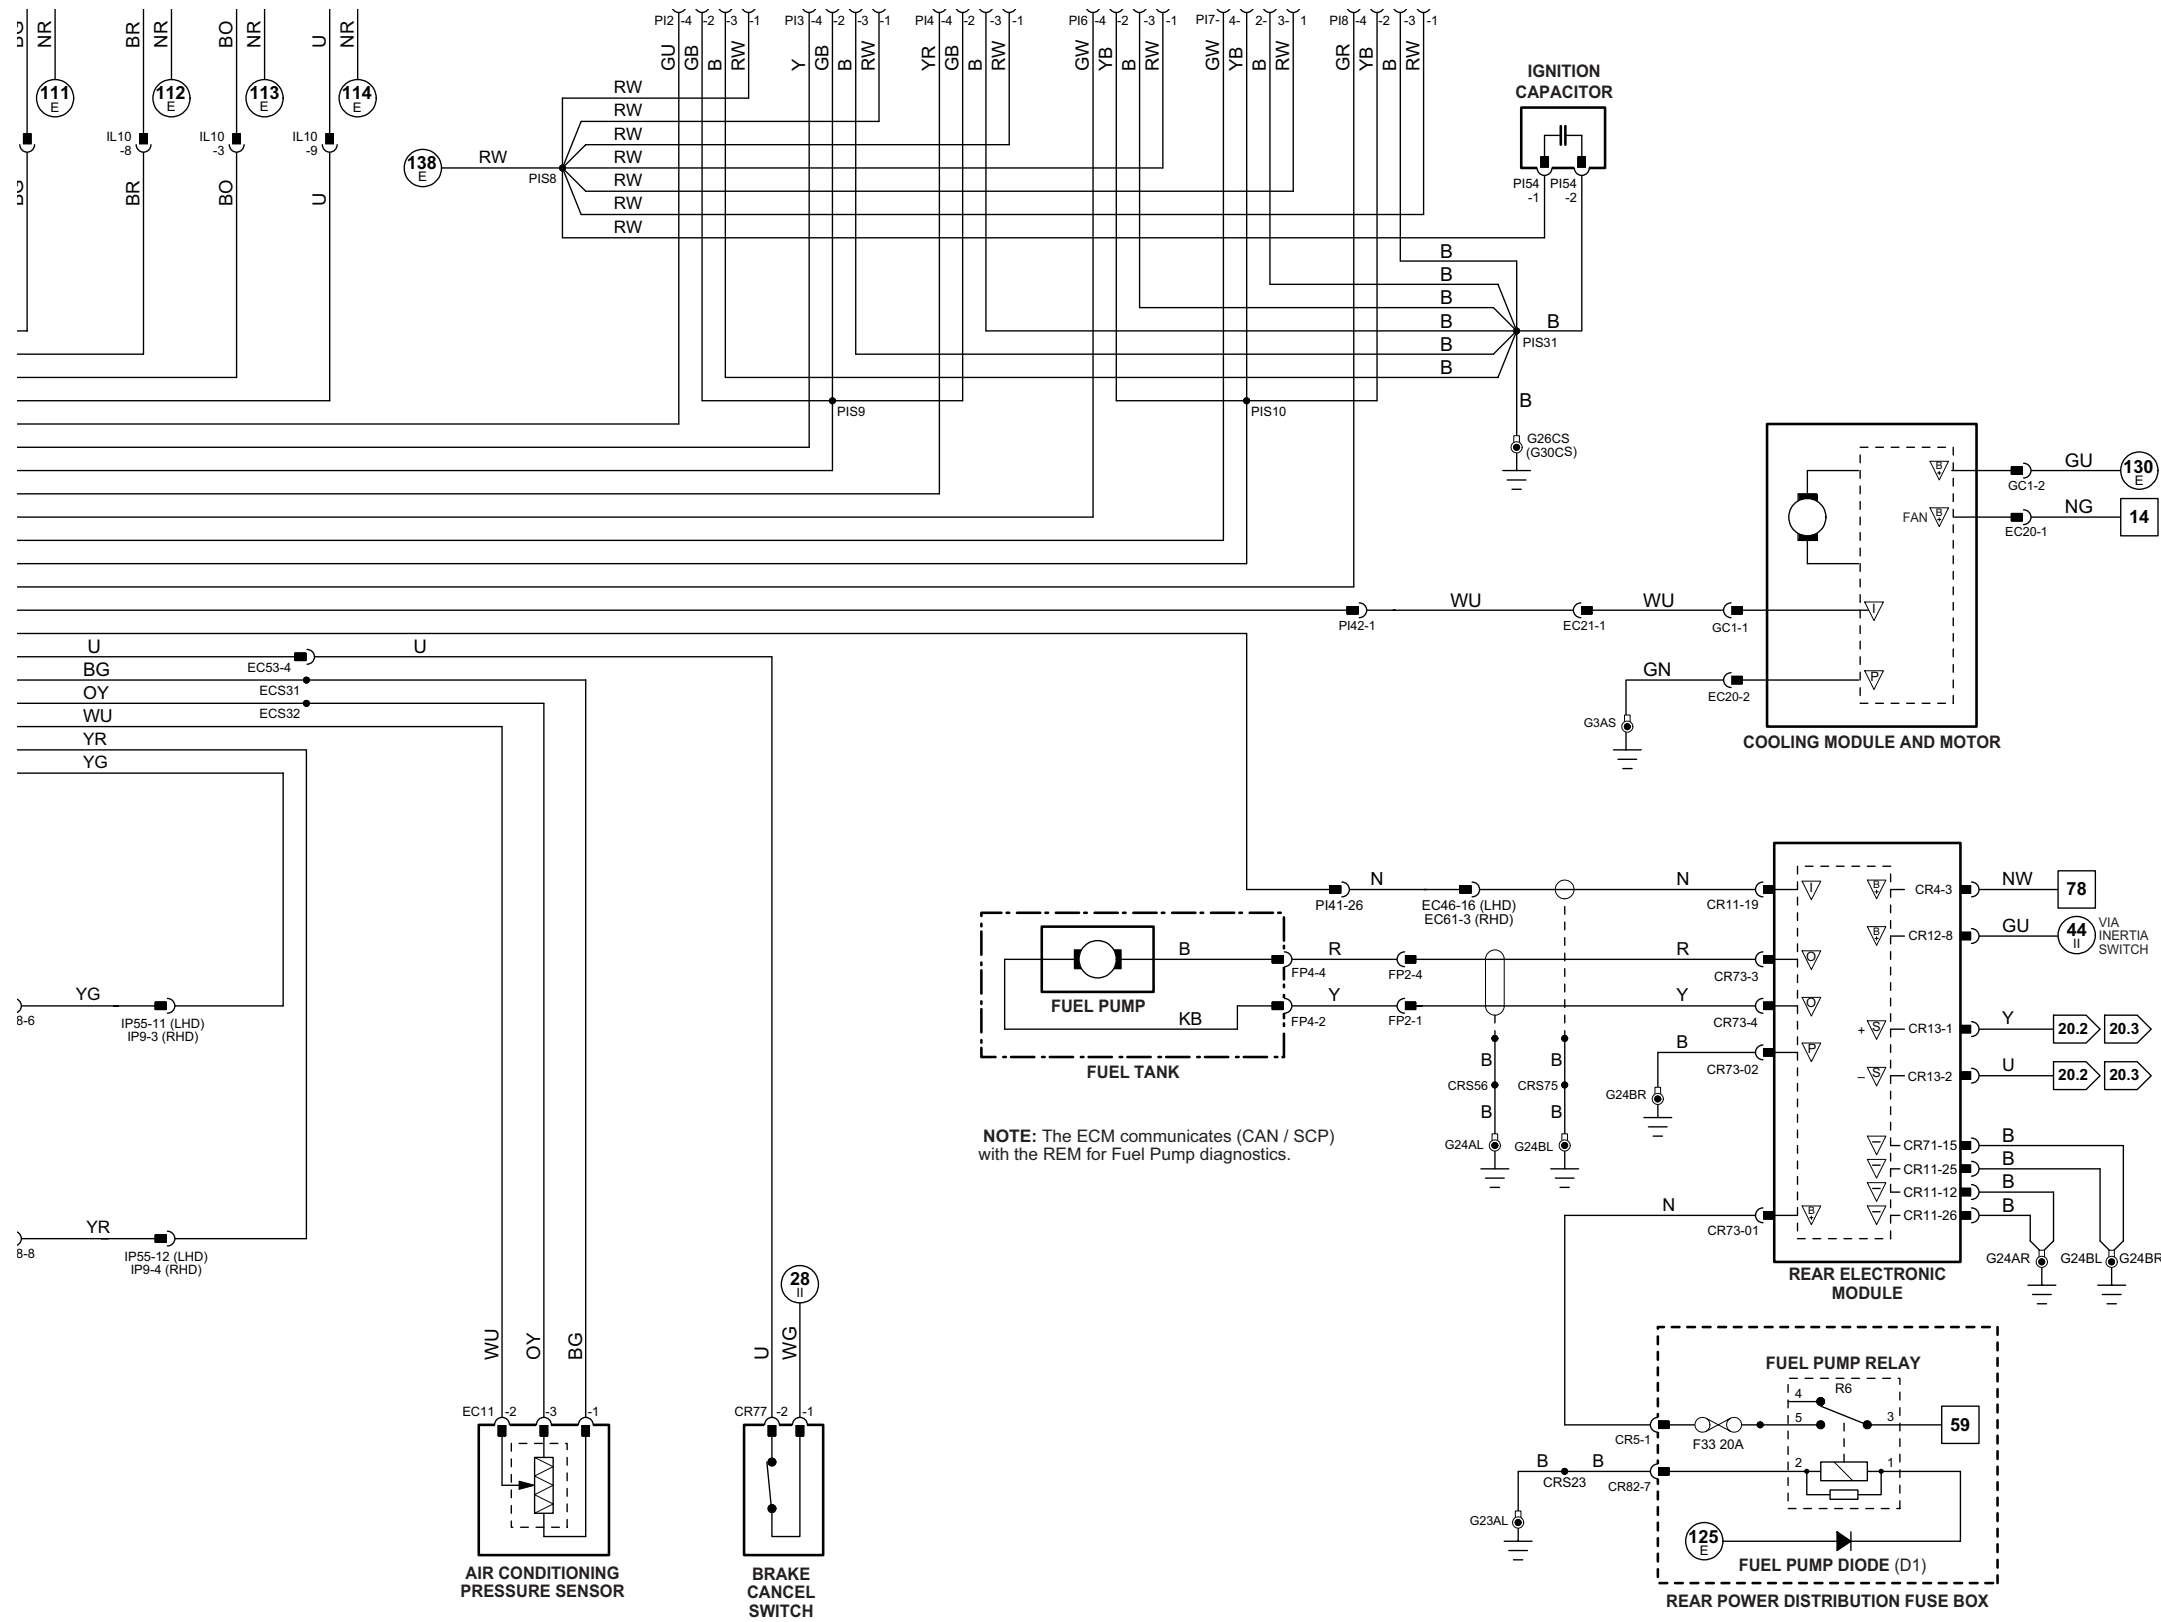 BG
NR
BR
NR
BO
NR
U
NR
111
E
112
E
113
E
114
E
IL10
-8
IL10
-3
IL10
-9
BG
BR
BO
U
PI2 -4 -2 -3 -1
GU GB B RW
PI3 -4 -2 -3 -1
Y GB B RW
PI4 -4 -2 -3 -1
YR GB B RW
PI6 -4 -2 -3 -1
GW YB B RW
PI7- 4- 2- 3- 1
GW YB B RW
PI8 -4 -2 -3 -1
GR YB B RW
138
E
RW
PIS8
RW
RW
RW
RW
RW
RW
RW
IGNITION
CAPACITOR
PI54
-1
PI54
-2
B
B
B
B
B
B
B
PIS31
B
PIS9
PIS10
G26CS
(G30CS)
B
+
GC1-2
GU
130
E
FAN
B
+
EC20-1
NG
14
PI42-1
WU
EC21-1
WU
GC1-1
I
GN
EC20-2
P
G3AS
COOLING MODULE AND MOTOR
U
EC53-4
U
BG
ECS31
OY
ECS32
WU
YR
YG
8-6
YG
IP55-11 (LHD)
IP9-3 (RHD)
8-8
YR
IP55-12 (LHD)
IP9-4 (RHD)
WU
OY
BG
EC11 -2 -3 -1
AIR CONDITIONING
PRESSURE SENSOR
28
II
U
WG
CR77 -2 -1
BRAKE
CANCEL
SWITCH
PI41-26
N
EC46-16 (LHD)
EC61-3 (RHD)
N
CR11-19
I
B
+
CR4-3
NW
78
B
+
CR12-8
GU
44
II
VIA
INERTIA
SWITCH
FUEL PUMP
B
FP4-4
R
FP2-4
R
CR73-3
O
KB
FP4-2
Y
FP2-1
Y
CR73-4
O
FUEL TANK
B
CR73-02
P
G24BR
+ S
CR13-1
Y
20.2
20.3
– S
CR13-2
U
20.2
20.3
B
CRS56
B
G24AL
B
CRS75
B
G24BL
NOTE: The ECM communicates (CAN / SCP)
with the REM for Fuel Pump diagnostics.
CR71-15
B
CR11-25
B
CR11-12
B
CR11-26
B
N
CR73-01
B
+
G24AR
G24BL
G24BR
REAR ELECTRONIC
MODULE
FUEL PUMP RELAY
R6
4
5
3
59
CR5-1
F33 20A
B
CRS23
B
CR82-7
2
1
G23AL
125
E
FUEL PUMP DIODE (D1)
REAR POWER DISTRIBUTION FUSE BOX